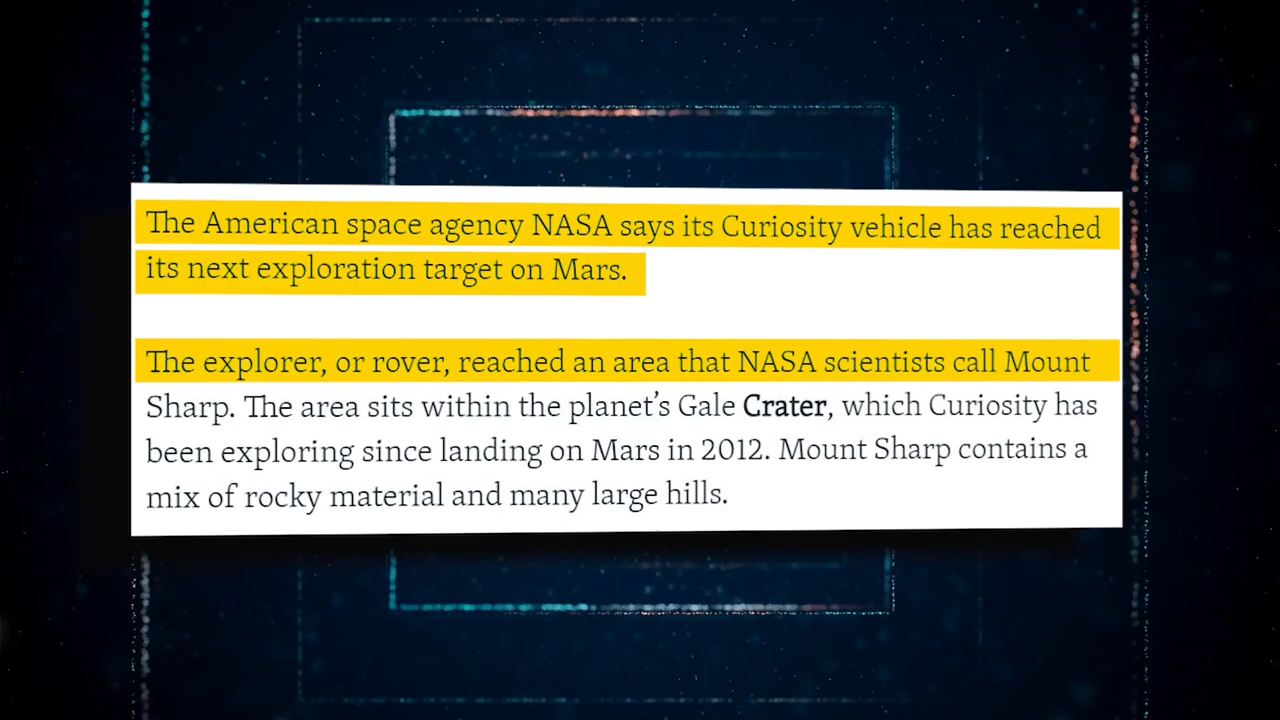 The American space agency NASA says its Curiosity vehicle has reached
its next exploration target on Mars.
The explorer, or rover, reached an area that NASA scientists call Mount
Sharp. The area sits within the planet’s Gale Crater, which Curiosity has
been exploring since landing on Mars in 2012. Mount Sharp contains a
mix of rocky material and many large hills.